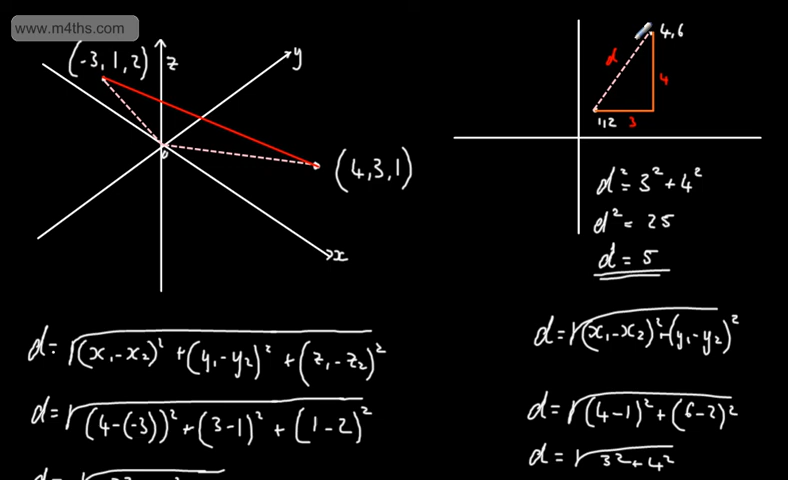 www.m4ths.com
(-3,1,2)
z
y
0
(4,3,1)
x
d=√(x₁-x₂)²+(y₁-y₂)²+(z₁-z₂)²
d=√(4-(-3))²+(3-1)²+(1-2)²
d=√
4,6
d
4
1,2
3
d²=3²+4²
d²=25
d=5
d=√(x₁-x₂)²+(y₁-y₂)²
d=√(4-1)²+(6-2)²
d=√3²+4²